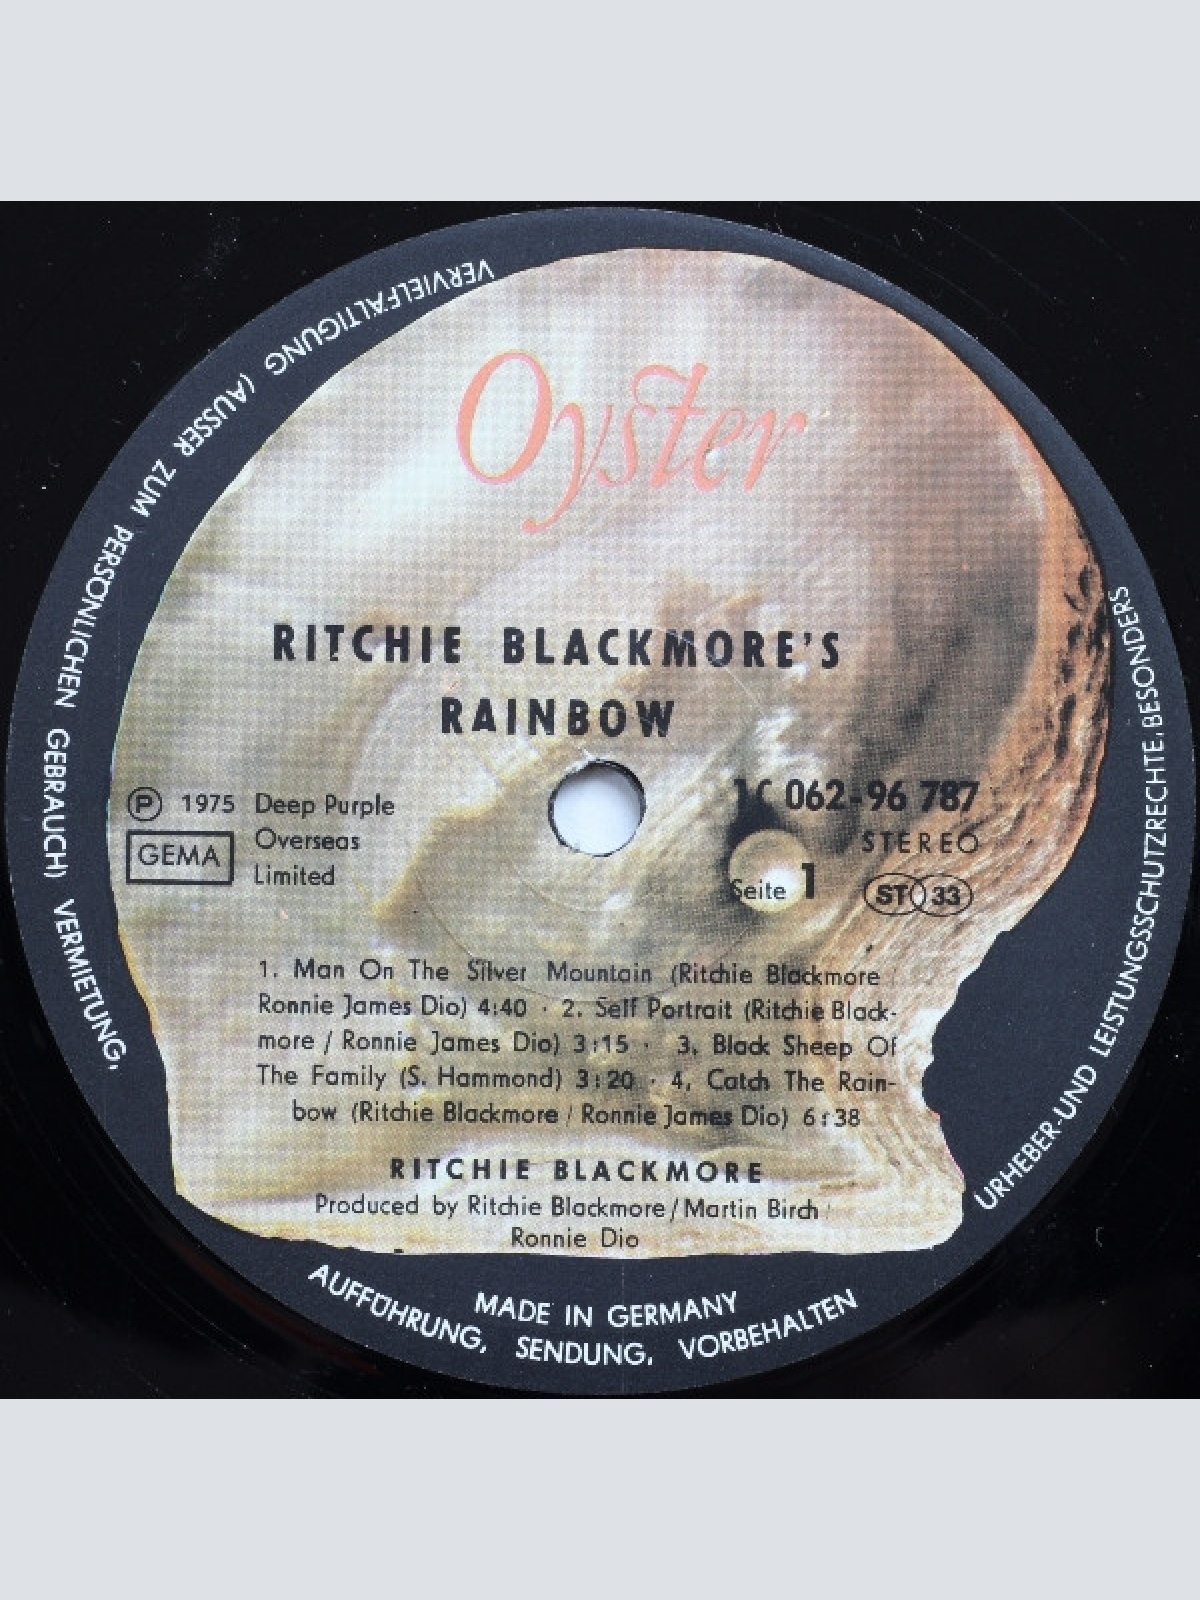 Oyster
RITCHIE BLACKMORE'S
RAINBOW
Ⓟ 1975 Deep Purple
Overseas
Limited
GEMA
1C 062-96 787
STEREO
Seite 1
ST 33
1. Man On The Silver Mountain (Ritchie Blackmore /
Ronnie James Dio) 4:40 · 2. Self Portrait (Ritchie Black-
more / Ronnie James Dio) 3:15 · 3. Black Sheep Of
The Family (S. Hammond) 3:20 · 4. Catch The Rain-
bow (Ritchie Blackmore / Ronnie James Dio) 6:38
RITCHIE BLACKMORE
Produced by Ritchie Blackmore / Martin Birch /
Ronnie Dio
MADE IN GERMANY
URHEBER-UND LEISTUNGSSCHUTZRECHTE, BESONDERS
VERVIELFÄLTIGUNG (AUSSER ZUM PERSÖNLICHEN GEBRAUCH) VERMIETUNG,
AUFFÜHRUNG, SENDUNG, VORBEHALTEN